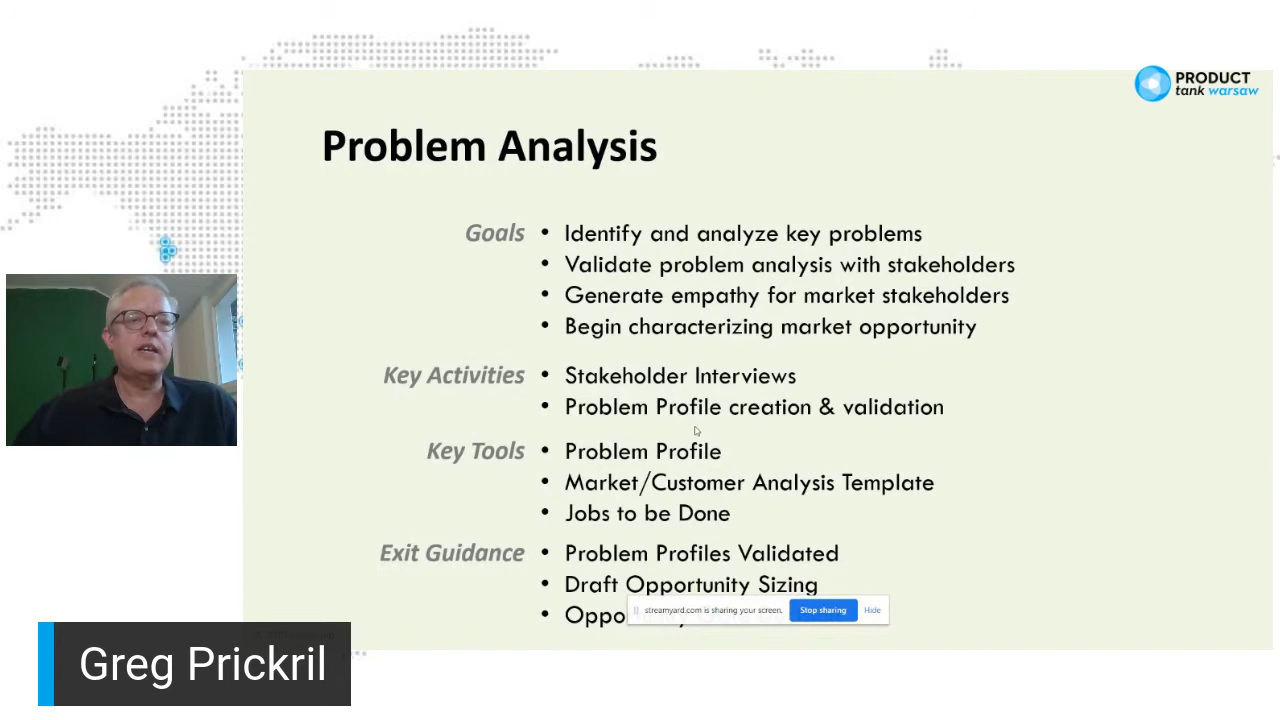 PRODUCT
tank warsaw
Problem Analysis
Goals • Identify and analyze key problems
• Validate problem analysis with stakeholders
• Generate empathy for market stakeholders
• Begin characterizing market opportunity
Key Activities • Stakeholder Interviews
• Problem Profile creation & validation
Key Tools • Problem Profile
• Market/Customer Analysis Template
• Jobs to be Done
Exit Guidance • Problem Profiles Validated
• Draft Opportunity Sizing
streamyard.com is sharing your screen. Stop sharing Hide
• Oppo
Greg Prickril